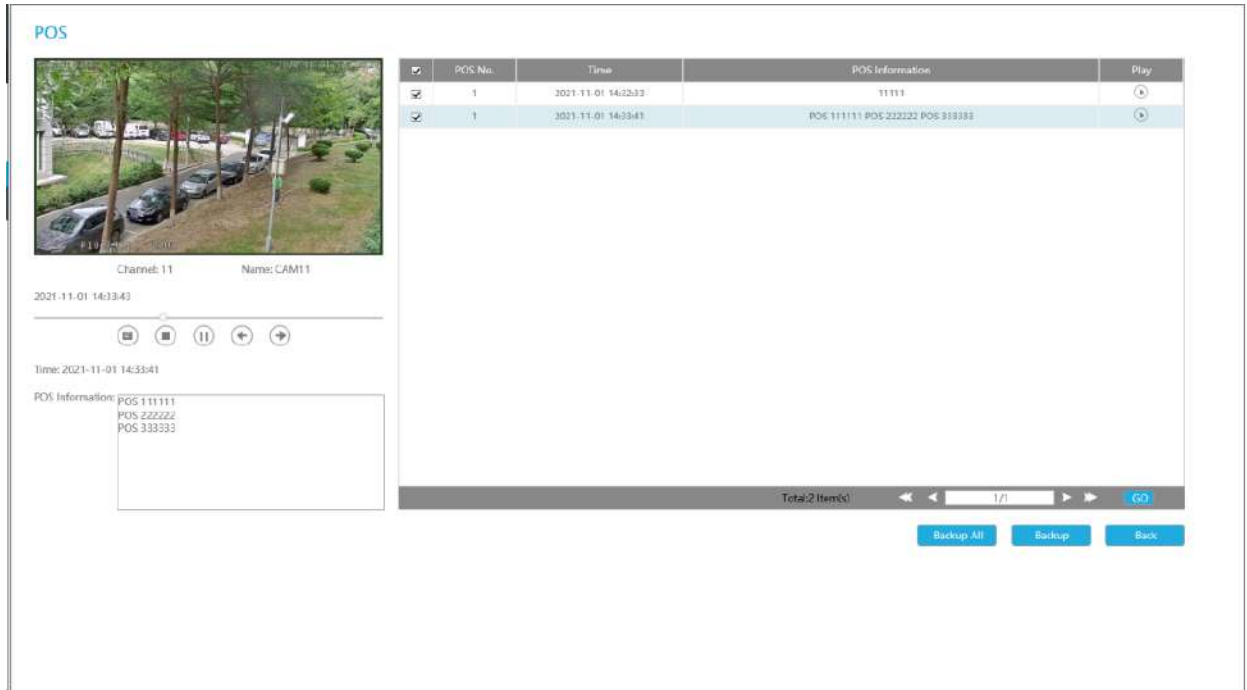 POS
POS No. Time POS Information Play
1 2021-11-01 14:22:33 11111
1 2021-11-01 14:33:41 POS 111111 POS 222222 POS 333333
Channel: 11 Name: CAM11
2021-11-01 14:33:43
Time: 2021-11-01 14:33:41
POS Information: POS 111111
POS 222222
POS 333333
Total:2 Item(s) 1/1 GO
Backup All Backup Back